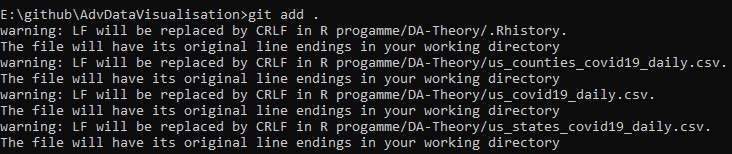 E:\github\AdvDataVisualisation>git add .
warning: LF will be replaced by CRLF in R progamme/DA-Theory/.Rhistory.
The file will have its original line endings in your working directory
warning: LF will be replaced by CRLF in R progamme/DA-Theory/us_counties_covid19_daily.csv.
The file will have its original line endings in your working directory
warning: LF will be replaced by CRLF in R progamme/DA-Theory/us_covid19_daily.csv.
The file will have its original line endings in your working directory
warning: LF will be replaced by CRLF in R progamme/DA-Theory/us_states_covid19_daily.csv.
The file will have its original line endings in your working directory